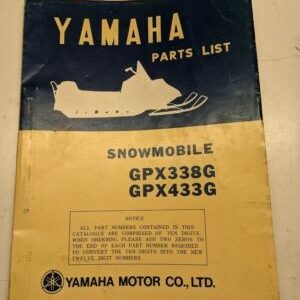 YAMAHA
PARTS LIST
SNOWMOBILE
GPX338G
GPX433G
NOTICE
ALL PART NUMBERS CONTAINED IN THIS
CATALOGUE ARE COMPRISED OF TEN DIGITS.
WHEN ORDERING, PLEASE ADD TWO ZEROS TO
THE END OF EACH PART NUMBER REQUIRED
TO CONVERT THE TEN DIGITS INTO THE NEW
TWELVE DIGIT NUMBERS.
YAMAHA MOTOR CO., LTD.